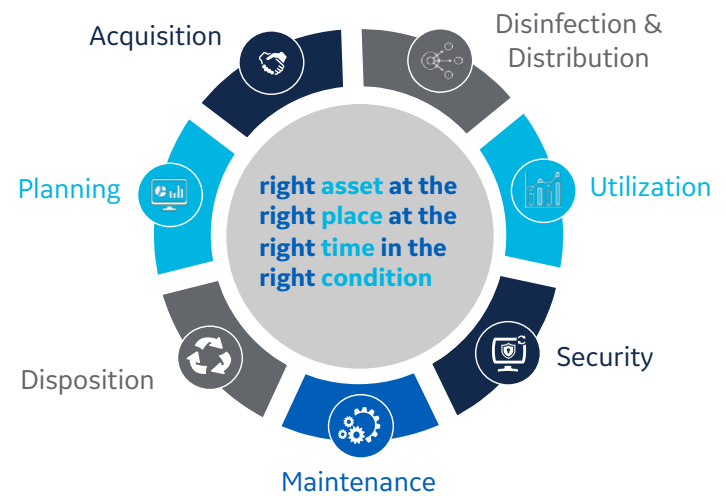 Acquisition
Disinfection &
Distribution
Planning
right asset at the
right place at the
right time in the
right condition
Utilization
Security
Disposition
Maintenance